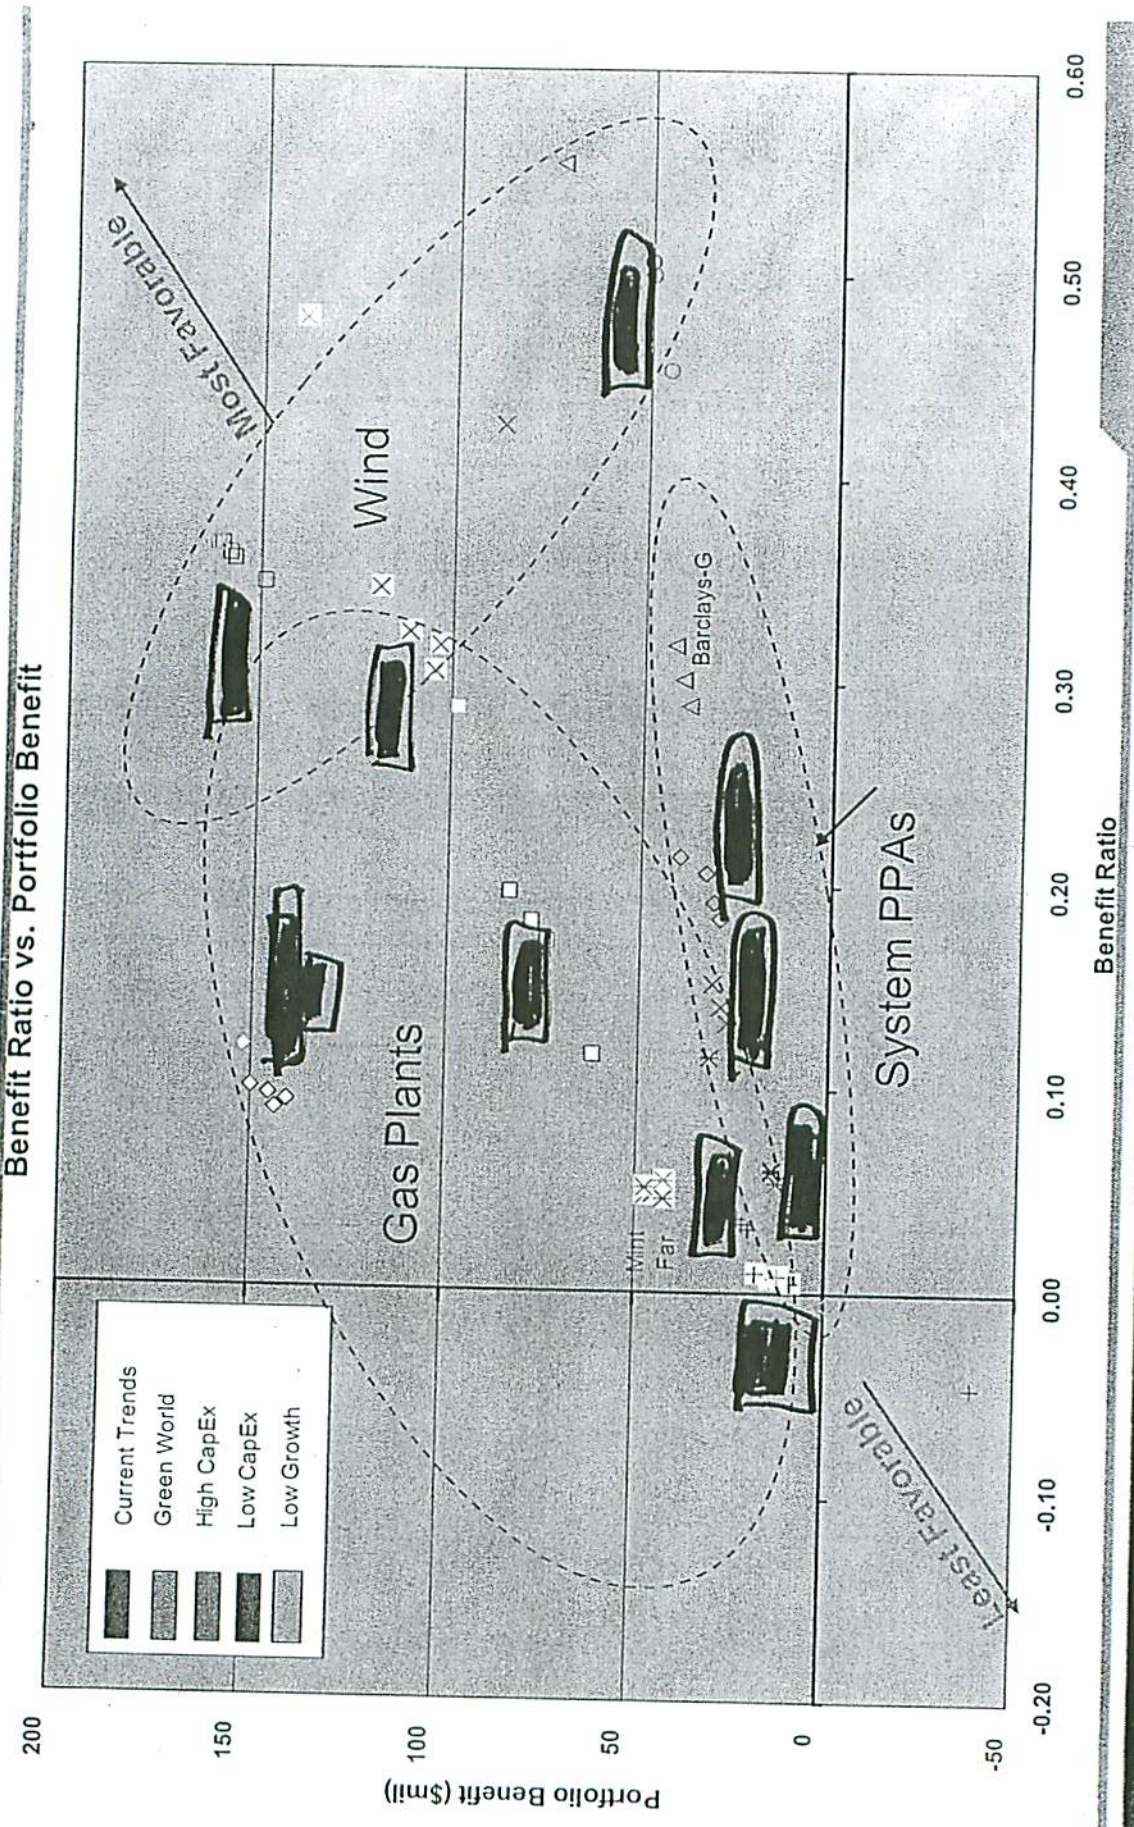 Benefit Ratio vs. Portfolio Benefit
Current Trends
Green World
High CapEx
Low CapEx
Low Growth
Most Favorable
Wind
Gas Plants
Barclays-G
Mint
Far
System PPAs
Least Favorable
Portfolio Benefit ($mil)
200
150
100
50
0
-50
-0.20
-0.10
0.00
0.10
0.20
0.30
0.40
0.50
0.60
Benefit Ratio